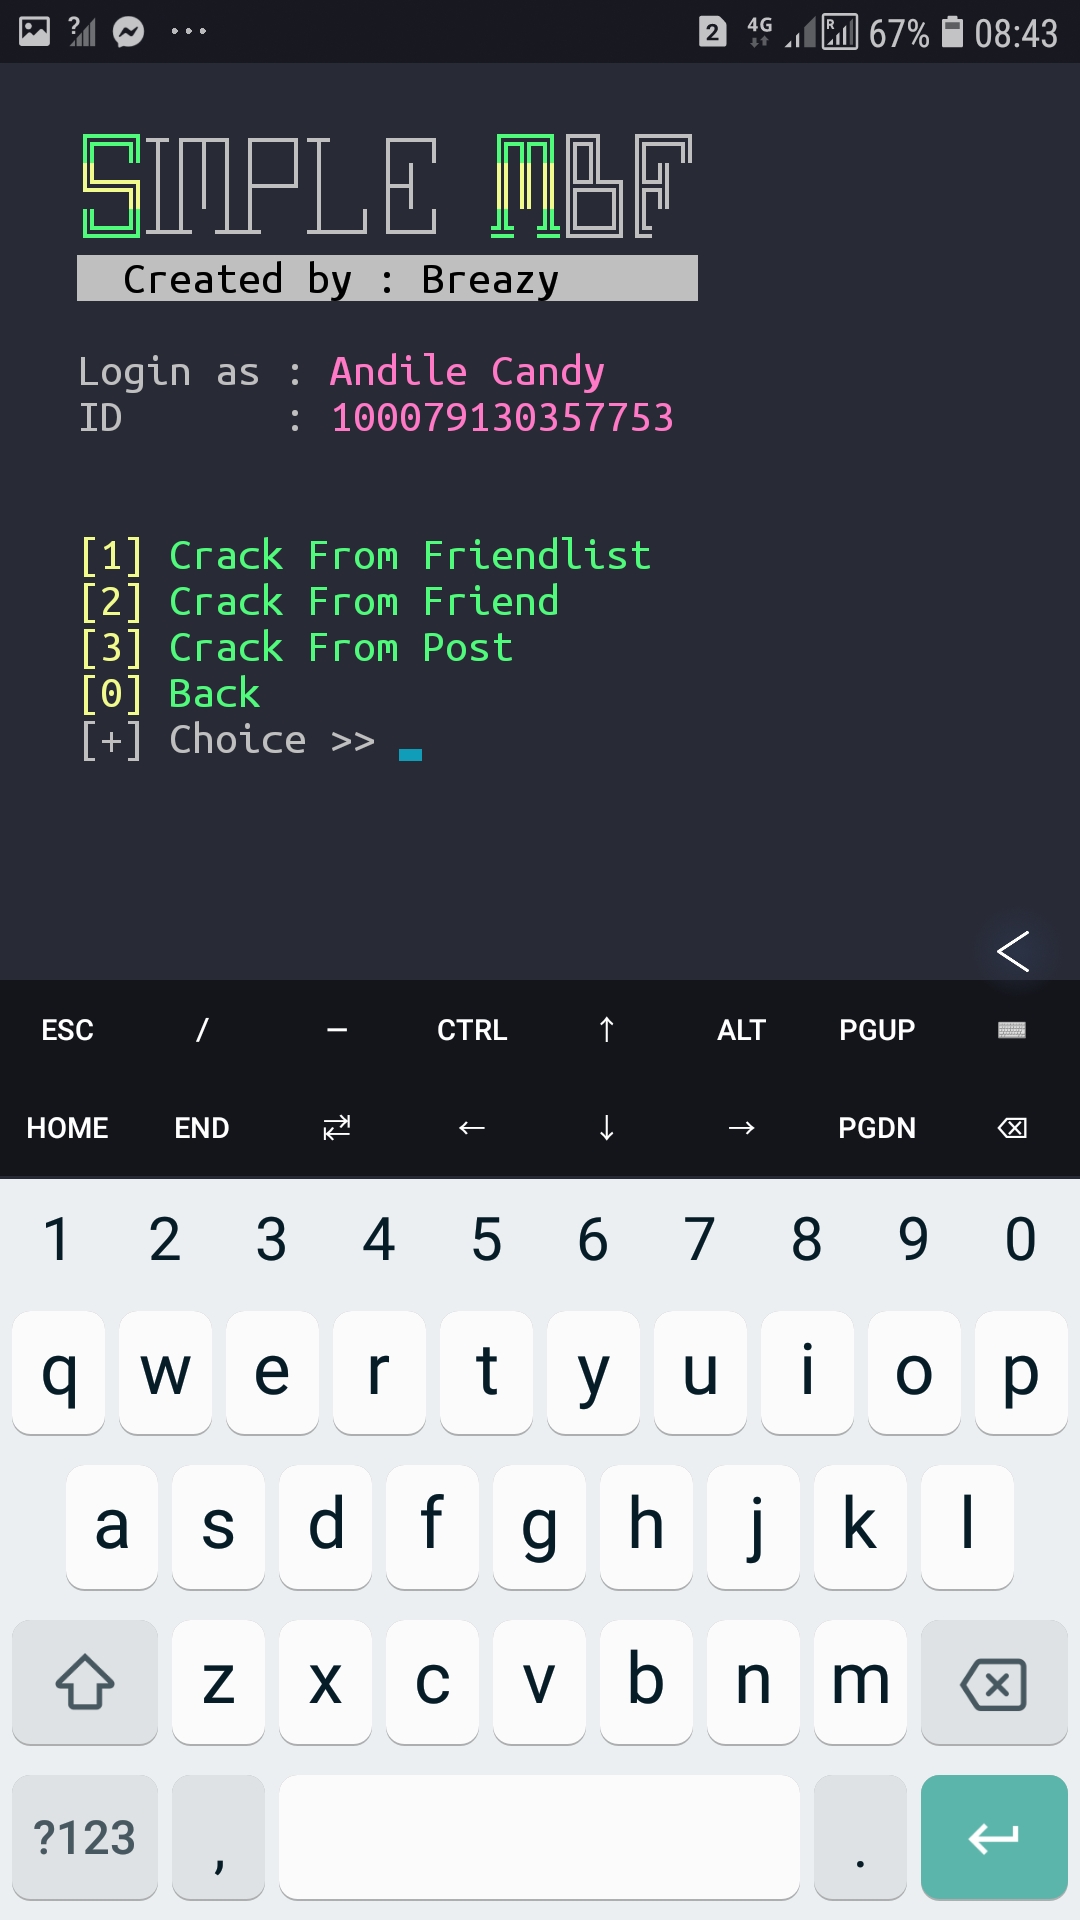 2 4G R 67% 08:43
SIMPLE MBF
Created by : Breazy
Login as : Andile Candy
ID : 100079130357753
[1] Crack From Friendlist
[2] Crack From Friend
[3] Crack From Post
[0] Back
[+] Choice >>
ESC / — CTRL ↑ ALT PGUP
HOME END ← ↓ → PGDN
1 2 3 4 5 6 7 8 9 0
q w e r t y u i o p
a s d f g h j k l
z x c v b n m
?123 , .